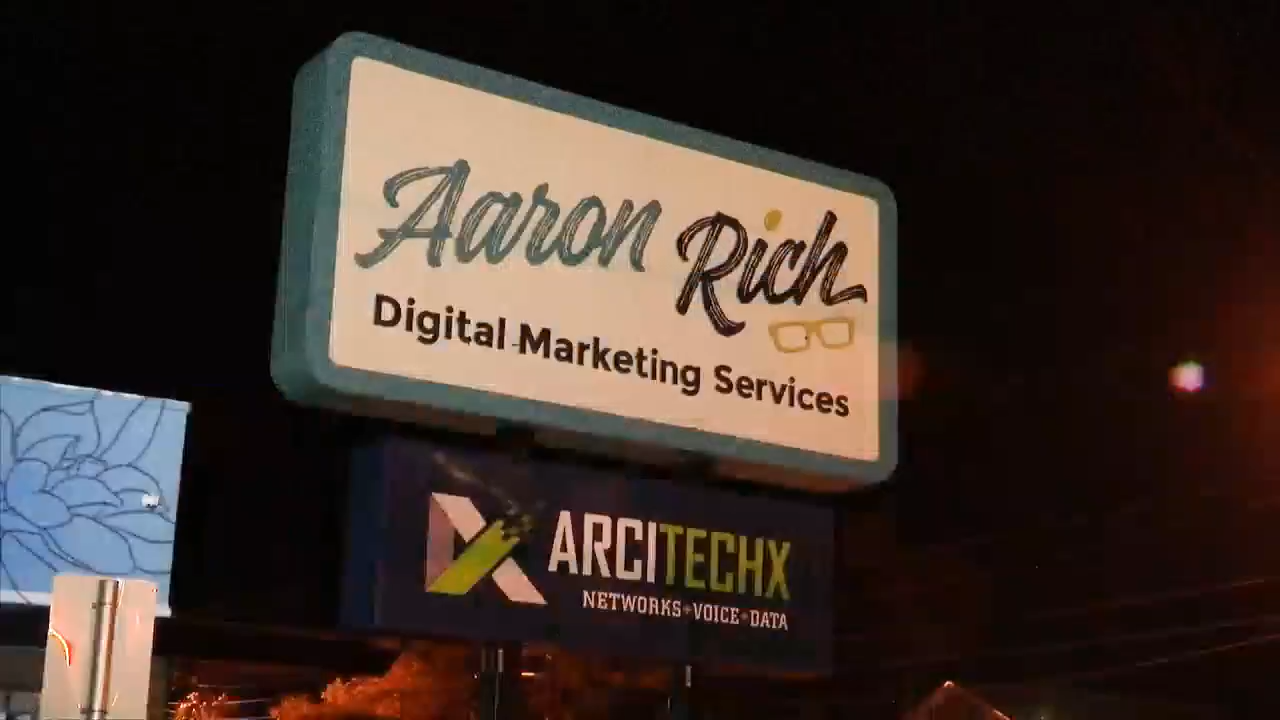 Aaron Rich
Digital Marketing Services
ARCITECHX
NETWORKS+VOICE+DATA